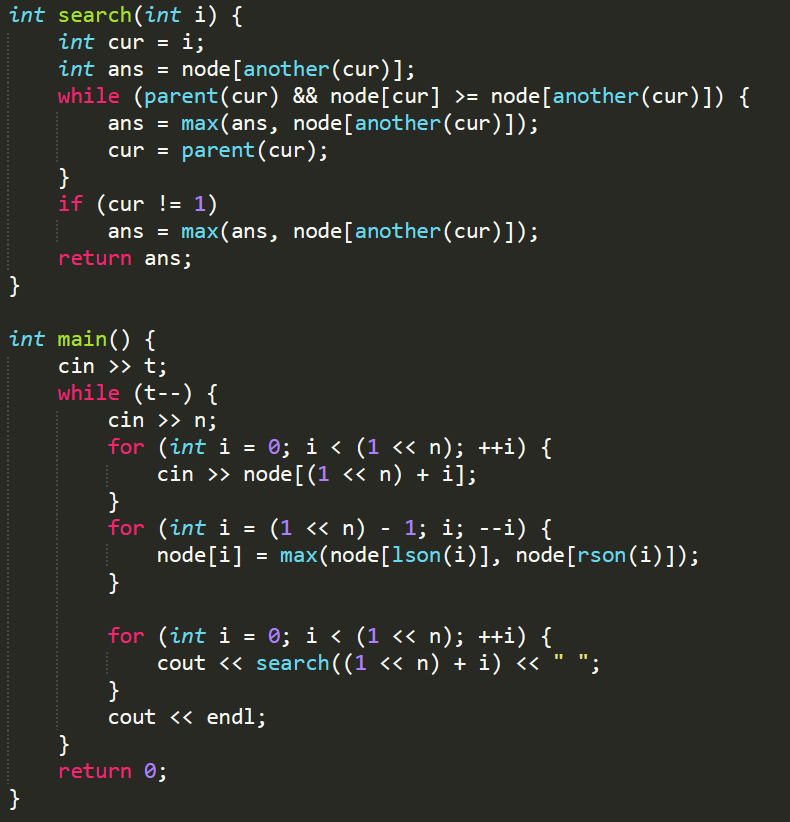 int search(int i) {
    int cur = i;
    int ans = node[another(cur)];
    while (parent(cur) && node[cur] >= node[another(cur)]) {
        ans = max(ans, node[another(cur)]);
        cur = parent(cur);
    }
    if (cur != 1)
        ans = max(ans, node[another(cur)]);
    return ans;
}

int main() {
    cin >> t;
    while (t--) {
        cin >> n;
        for (int i = 0; i < (1 << n); ++i) {
            cin >> node[(1 << n) + i];
        }
        for (int i = (1 << n) - 1; i; --i) {
            node[i] = max(node[lson(i)], node[rson(i)]);
        }

        for (int i = 0; i < (1 << n); ++i) {
            cout << search((1 << n) + i) << " ";
        }
        cout << endl;
    }
    return 0;
}